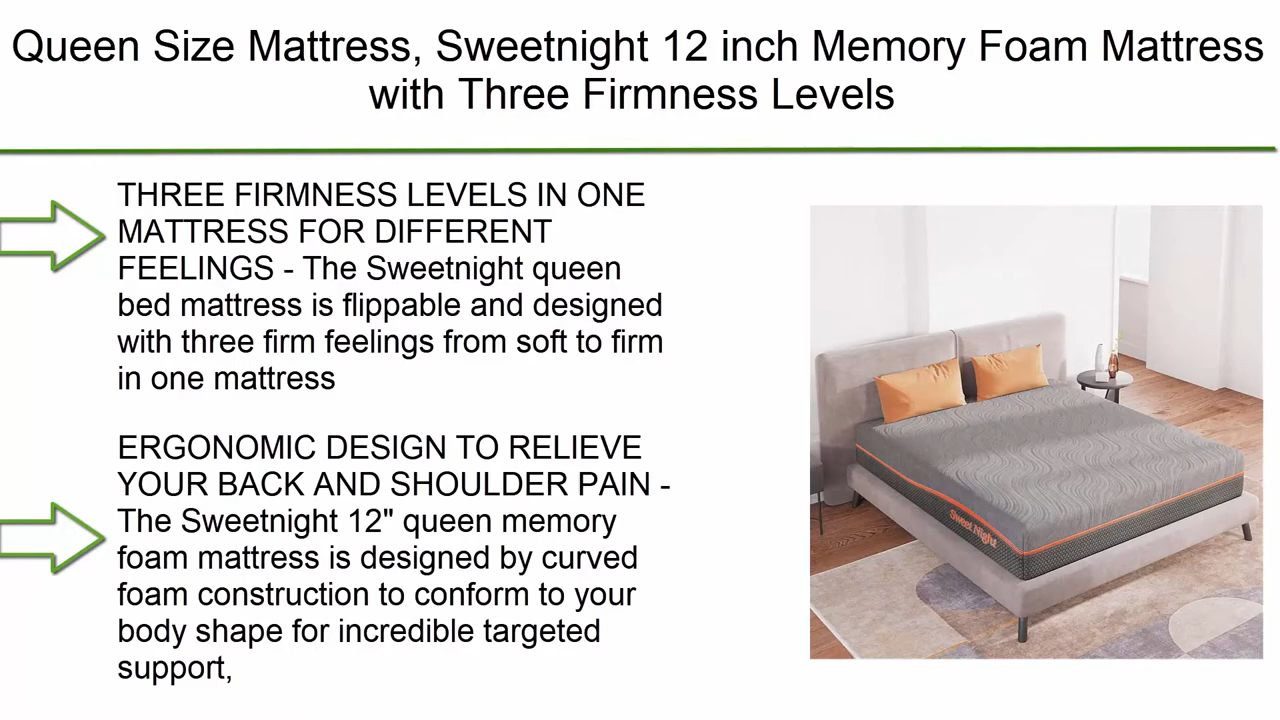 Queen Size Mattress, Sweetnight 12 inch Memory Foam Mattress
with Three Firmness Levels
THREE FIRMNESS LEVELS IN ONE
MATTRESS FOR DIFFERENT
FEELINGS - The Sweetnight queen
bed mattress is flippable and designed
with three firm feelings from soft to firm
in one mattress
ERGONOMIC DESIGN TO RELIEVE
YOUR BACK AND SHOULDER PAIN -
The Sweetnight 12" queen memory
foam mattress is designed by curved
foam construction to conform to your
body shape for incredible targeted
support,
Sweet Night